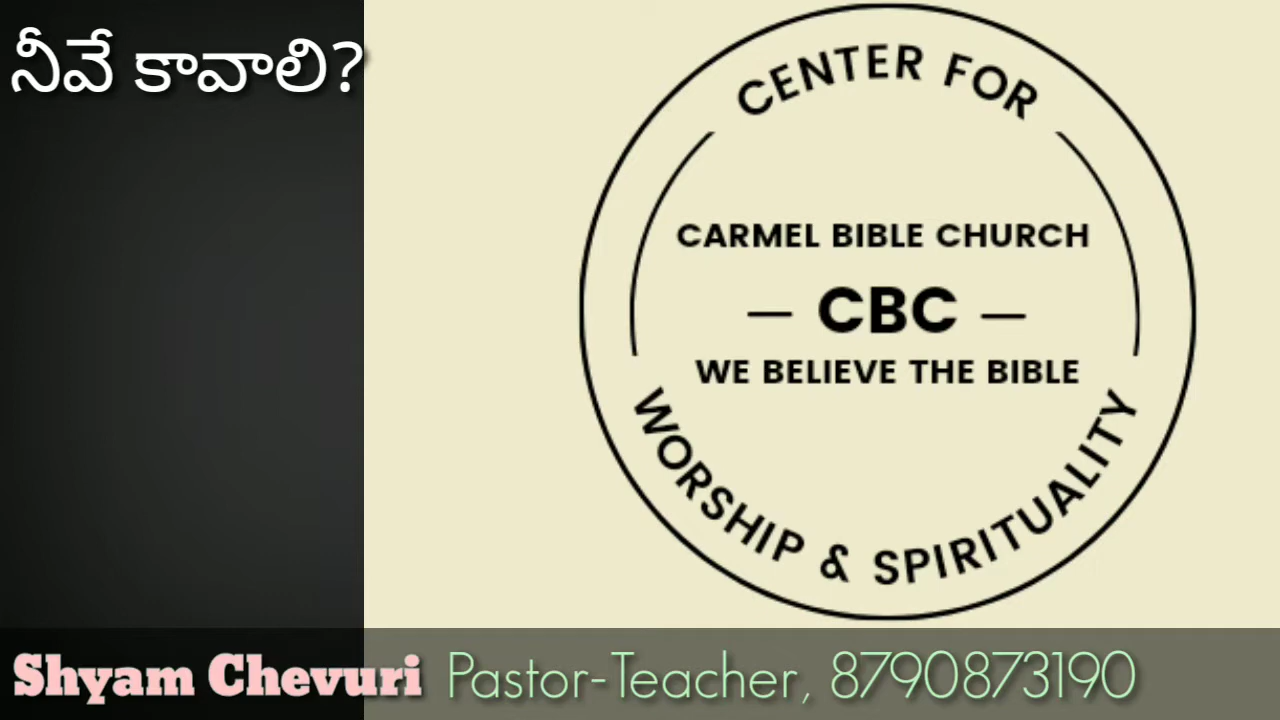 నీవే కావాలి?
CENTER FOR
CARMEL BIBLE CHURCH
— CBC —
WE BELIEVE THE BIBLE
WORSHIP & SPIRITUALITY
Shyam Chevuri Pastor-Teacher, 8790873190